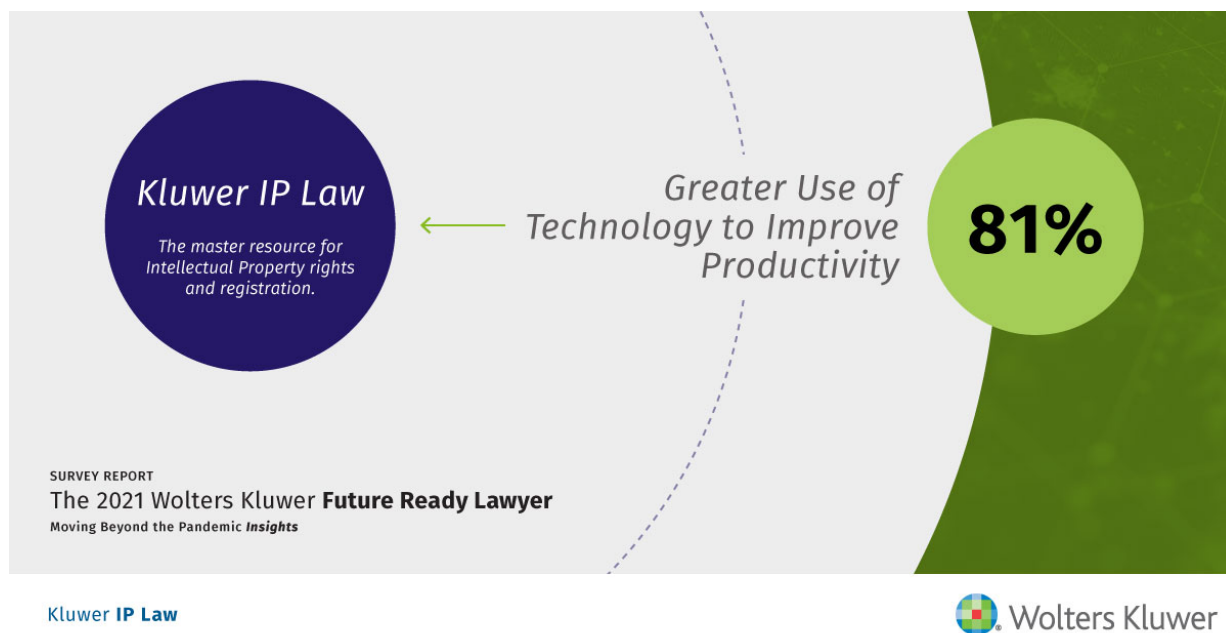 Kluwer IP Law
The master resource for
Intellectual Property rights
and registration.
Greater Use of
Technology to Improve
Productivity
81%
SURVEY REPORT
The 2021 Wolters Kluwer Future Ready Lawyer
Moving Beyond the Pandemic Insights
Kluwer IP Law
Wolters Kluwer